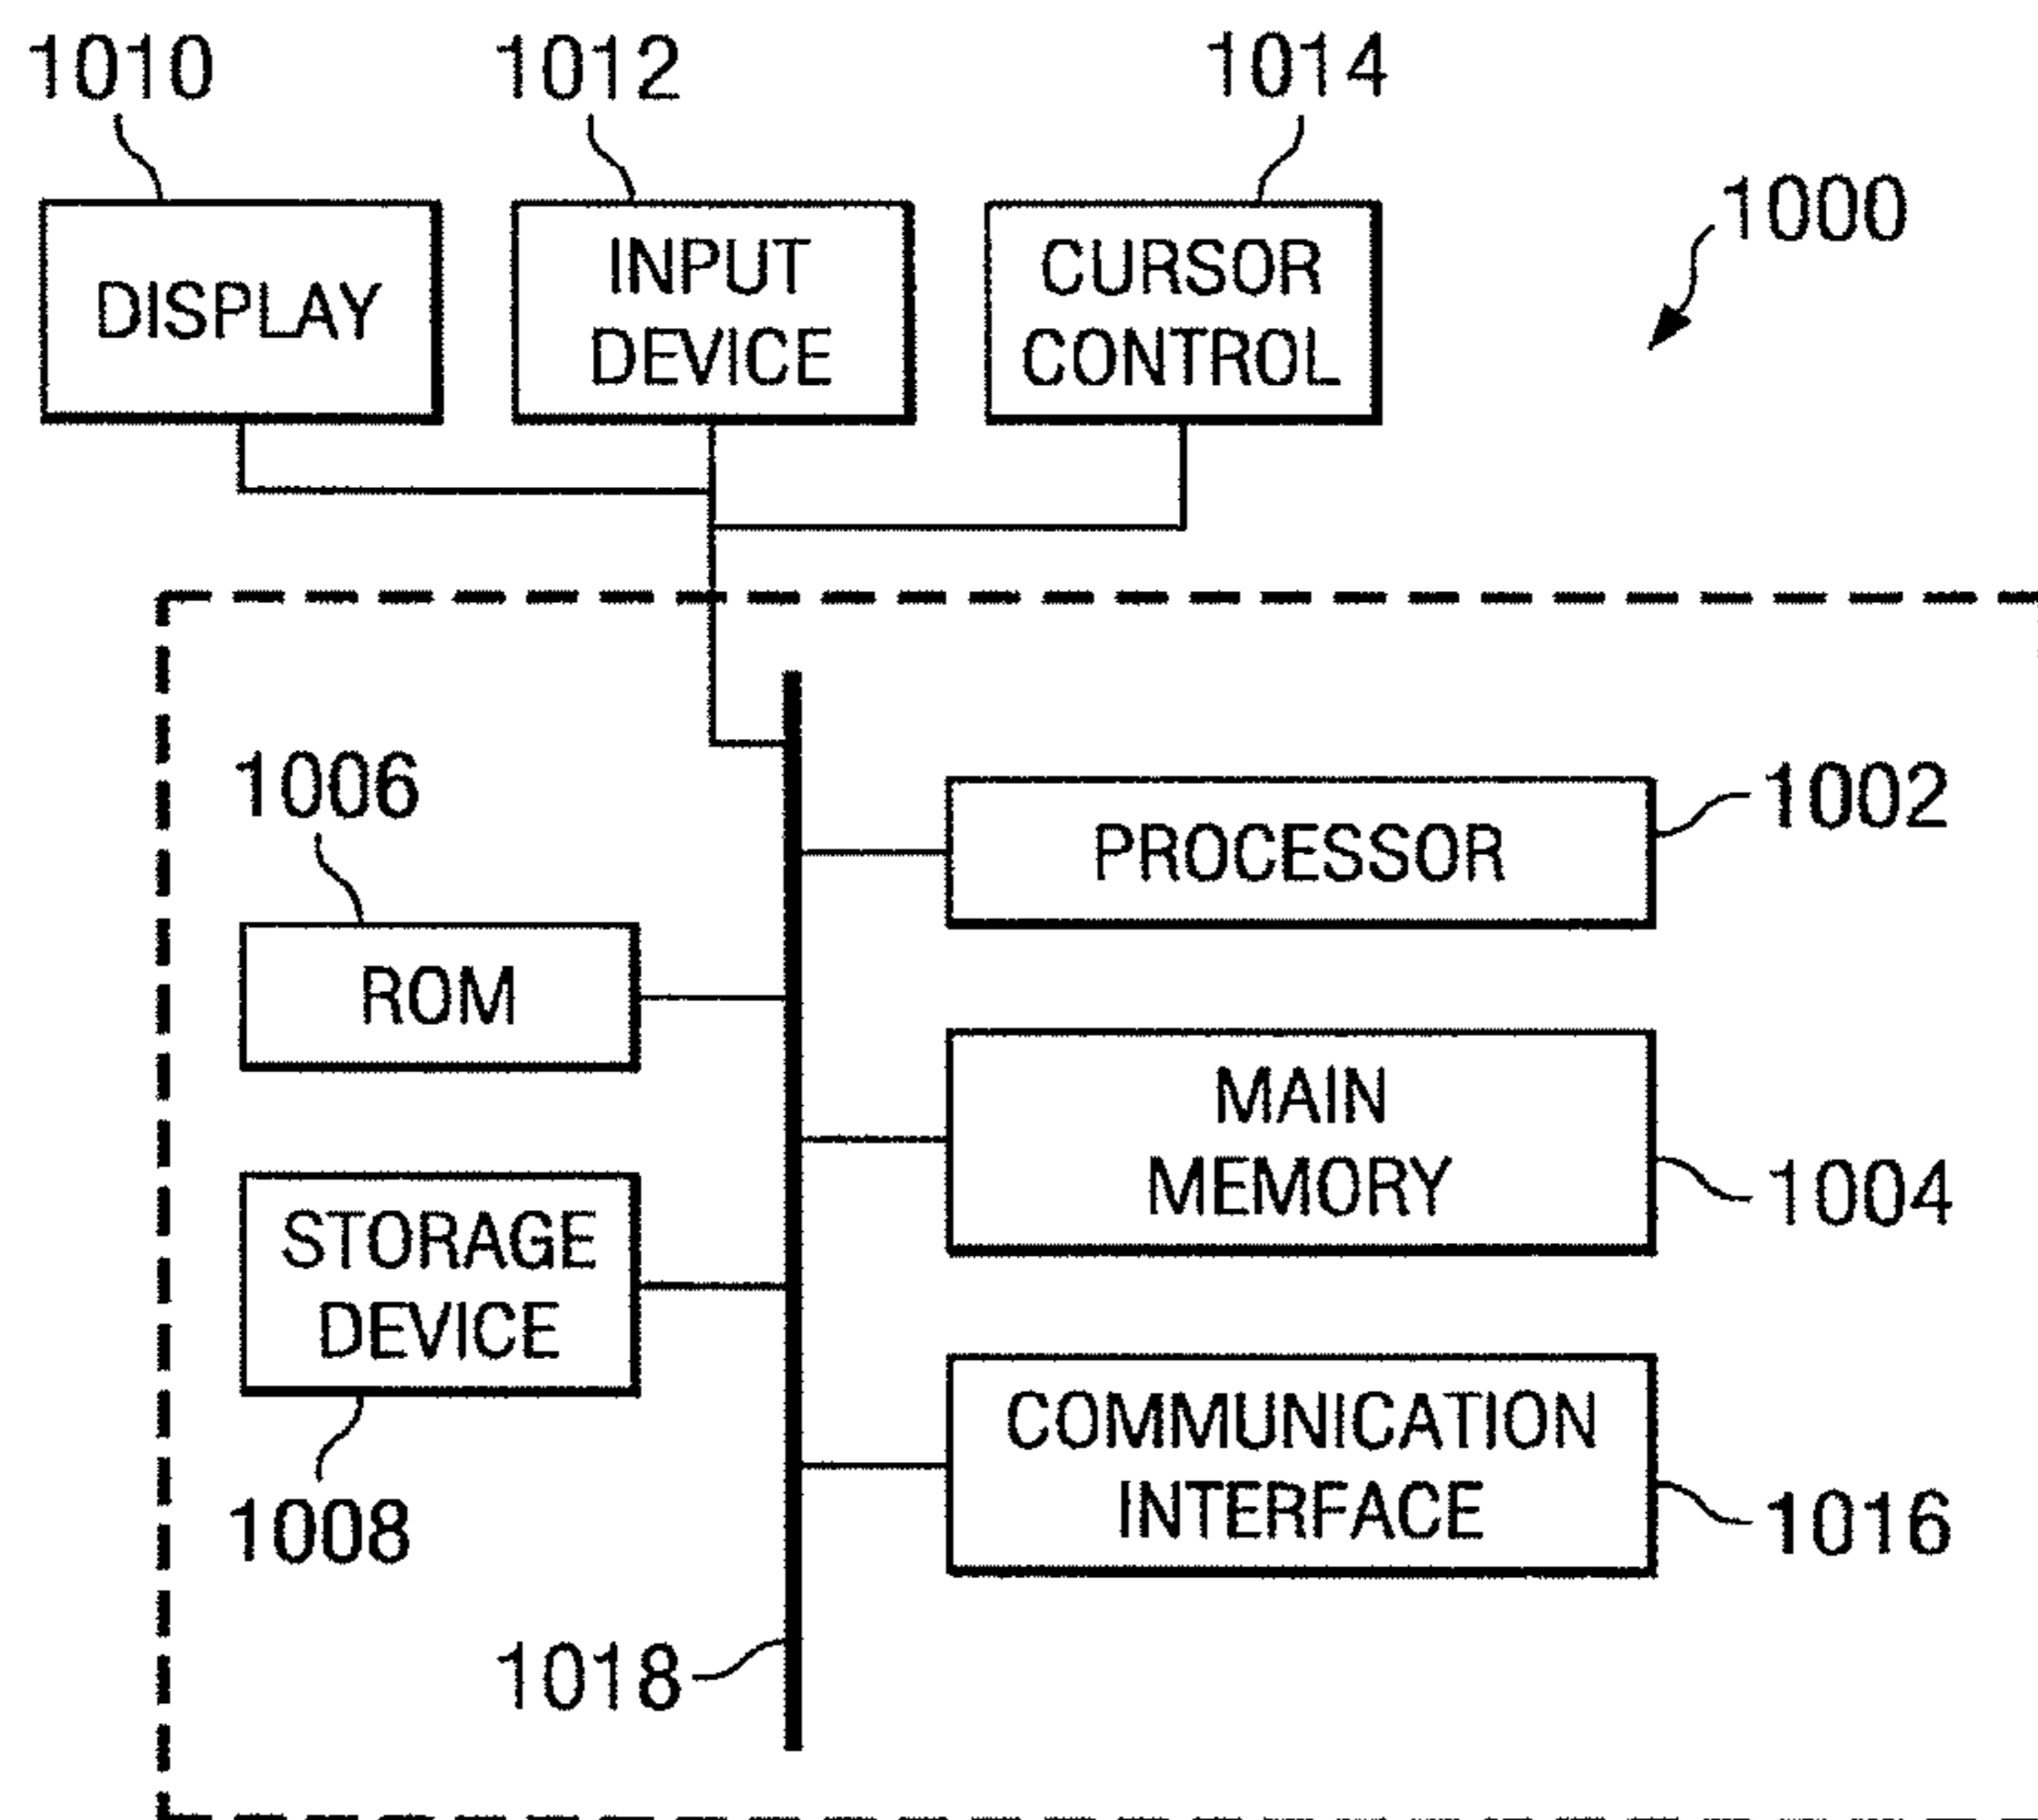 1010
1012
1014
1000
DISPLAY
INPUT
DEVICE
CURSOR
CONTROL
1006
1002
PROCESSOR
ROM
MAIN
MEMORY
1004
STORAGE
DEVICE
1008
COMMUNICATION
INTERFACE
1016
1018